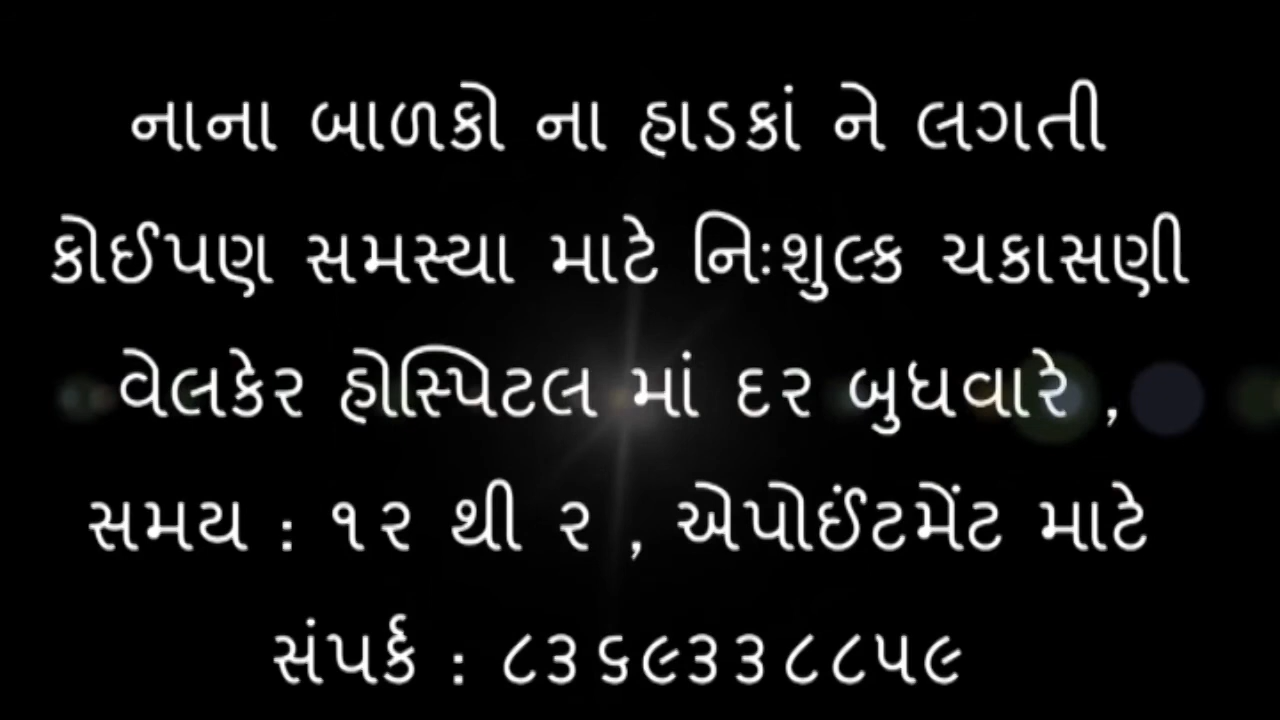 નાના બાળકો ના હાડકાં ને લગતી
કોઈપણ સમસ્યા માટે નિઃશુલ્ક ચકાસણી
વેલકેર હોસ્પિટલ માં દર બુધવારે ,
સમય : ૧૨ થી ૨ , એપોઈંટમેંટ માટે
સંપર્ક : ૮૩૬૯૩૩૮૮૫૯